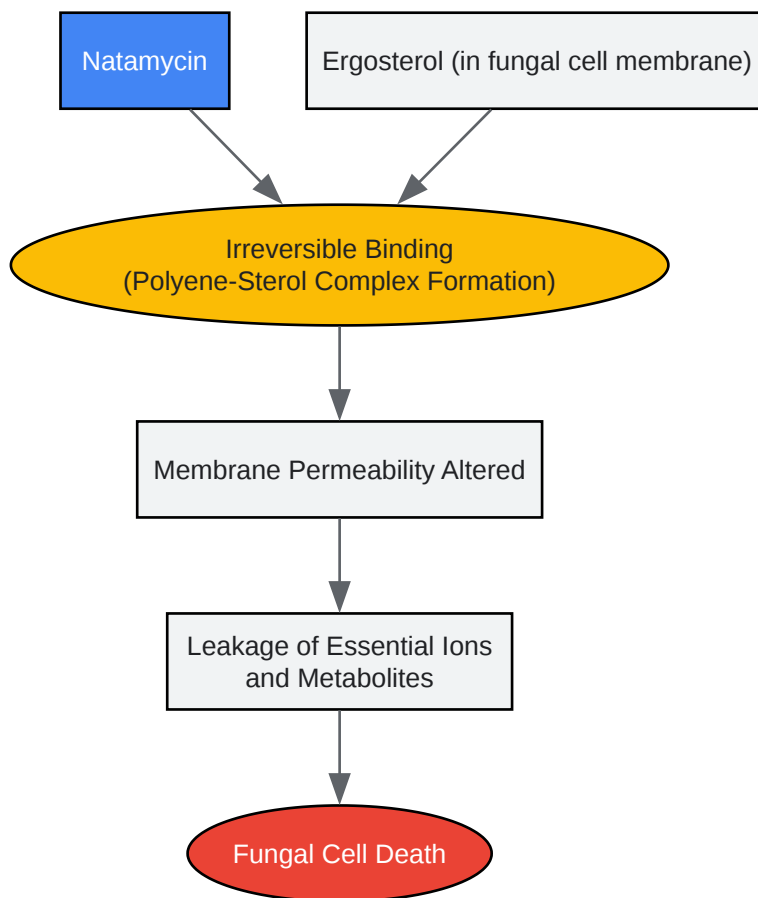 Natamycin
Ergosterol (in fungal cell membrane)
Irreversible Binding
(Polyene-Sterol Complex Formation)
Membrane Permeability Altered
Leakage of Essential Ions
and Metabolites
Fungal Cell Death